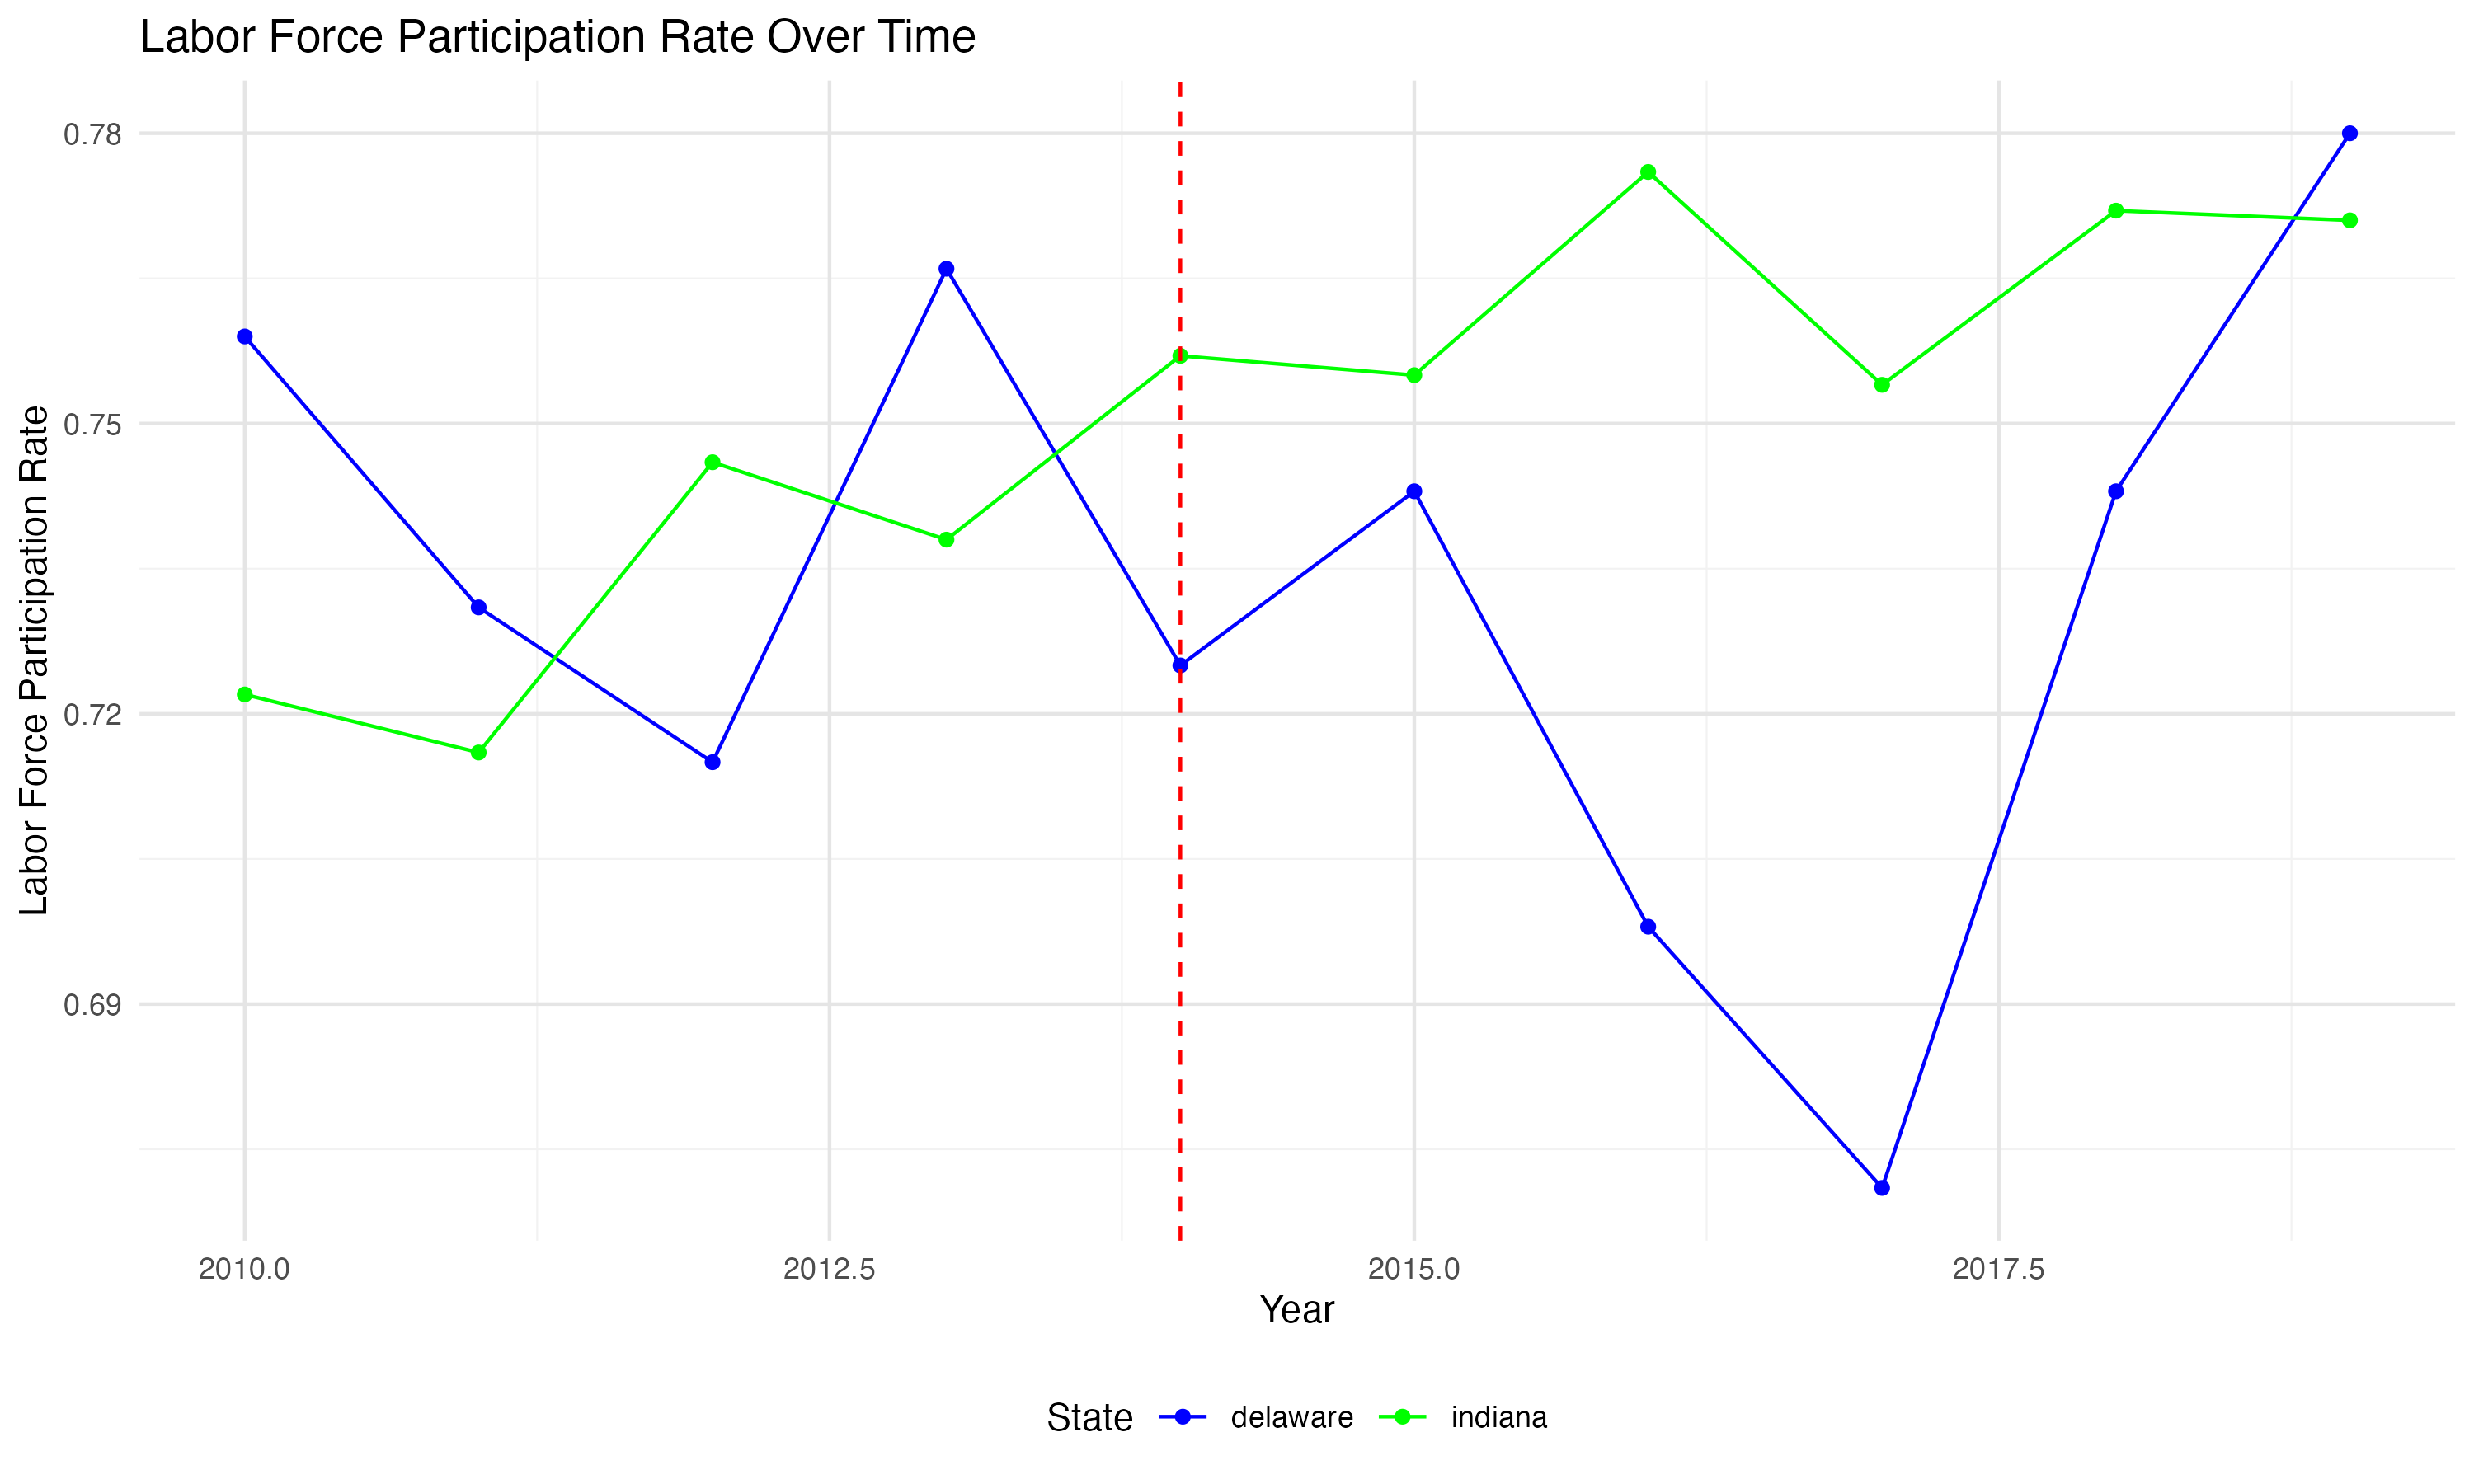 Labor Force Participation Rate Over Time
Labor Force Participation Rate
0.78
0.75
0.72
0.69
2010.0 2012.5 2015.0 2017.5
Year
State delaware indiana